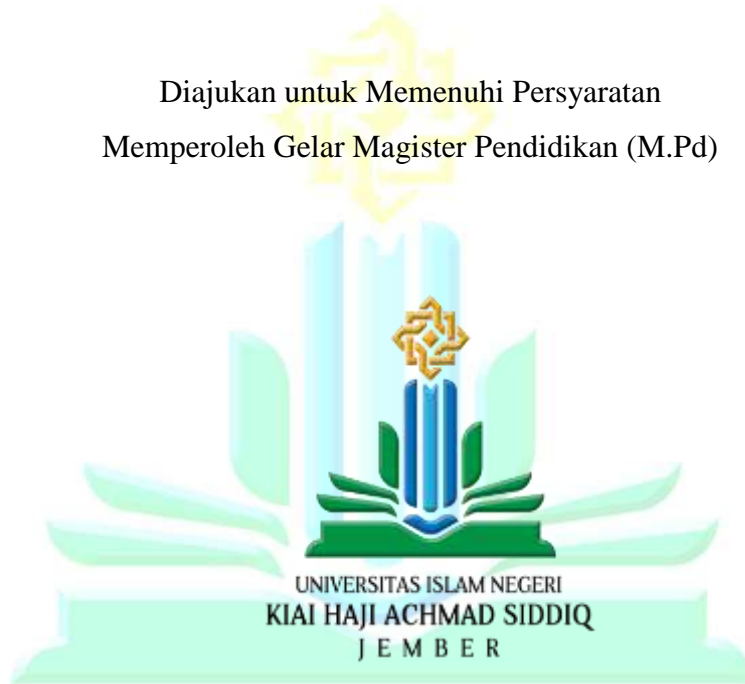 Diajukan untuk Memenuhi Persyaratan
Memperoleh Gelar Magister Pendidikan (M.Pd)
UNIVERSITAS ISLAM NEGERI
KIAI HAJI ACHMAD SIDDIQ
JEMBER